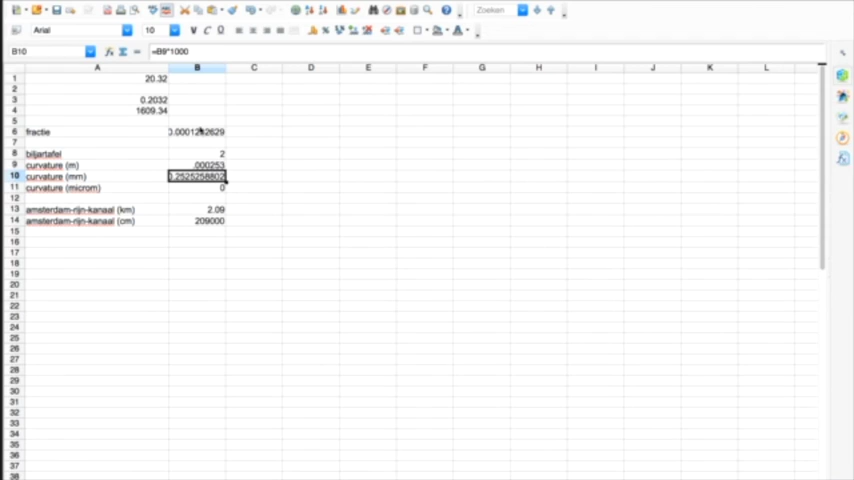 Arial 10
Zoeken
B10 =B9*1000
A B C D E F G H I J K L
1 20.32
2
3 0.2032
4 1609.34
5
6 fractie
7
8 biljartafel 2
9 curvature (m) .000253
10 curvature (mm) 0.2525258802
11 curvature (microm) 0
12
13 amsterdam-rijn-kanaal (km) 2.09
14 amsterdam-rijn-kanaal (cm) 209000
15
16
17
18
19
20
21
22
23
24
25
26
27
28
29
30
31
32
33
34
35
36
37
38